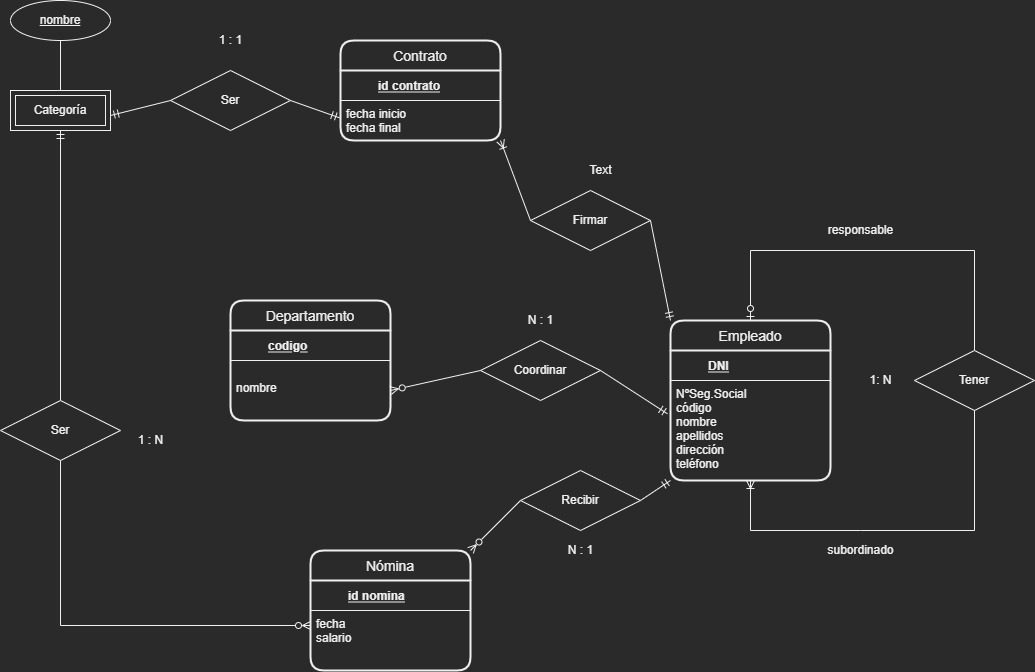 nombre
1 : 1
Contrato
Categoría
Ser
id contrato
fecha inicio
fecha final
Text
Firmar
responsable
Departamento
N : 1
Empleado
codigo
Coordinar
DNI
1: N
Tener
nombre
NºSeg.Social
código
nombre
apellidos
dirección
teléfono
Ser
1 : N
Recibir
N : 1
subordinado
Nómina
id nomina
fecha
salario